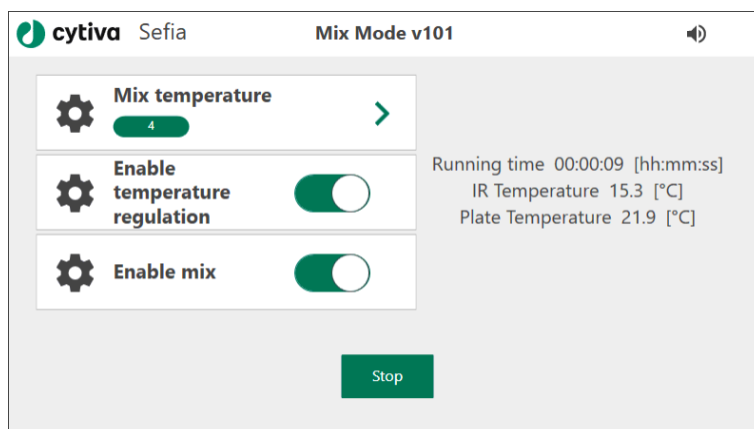 cytiva Sefia
Mix Mode v101
Mix temperature
4
Enable
temperature
regulation
Enable mix
Running time 00:00:09 [hh:mm:ss]
IR Temperature 15.3 [°C]
Plate Temperature 21.9 [°C]
Stop